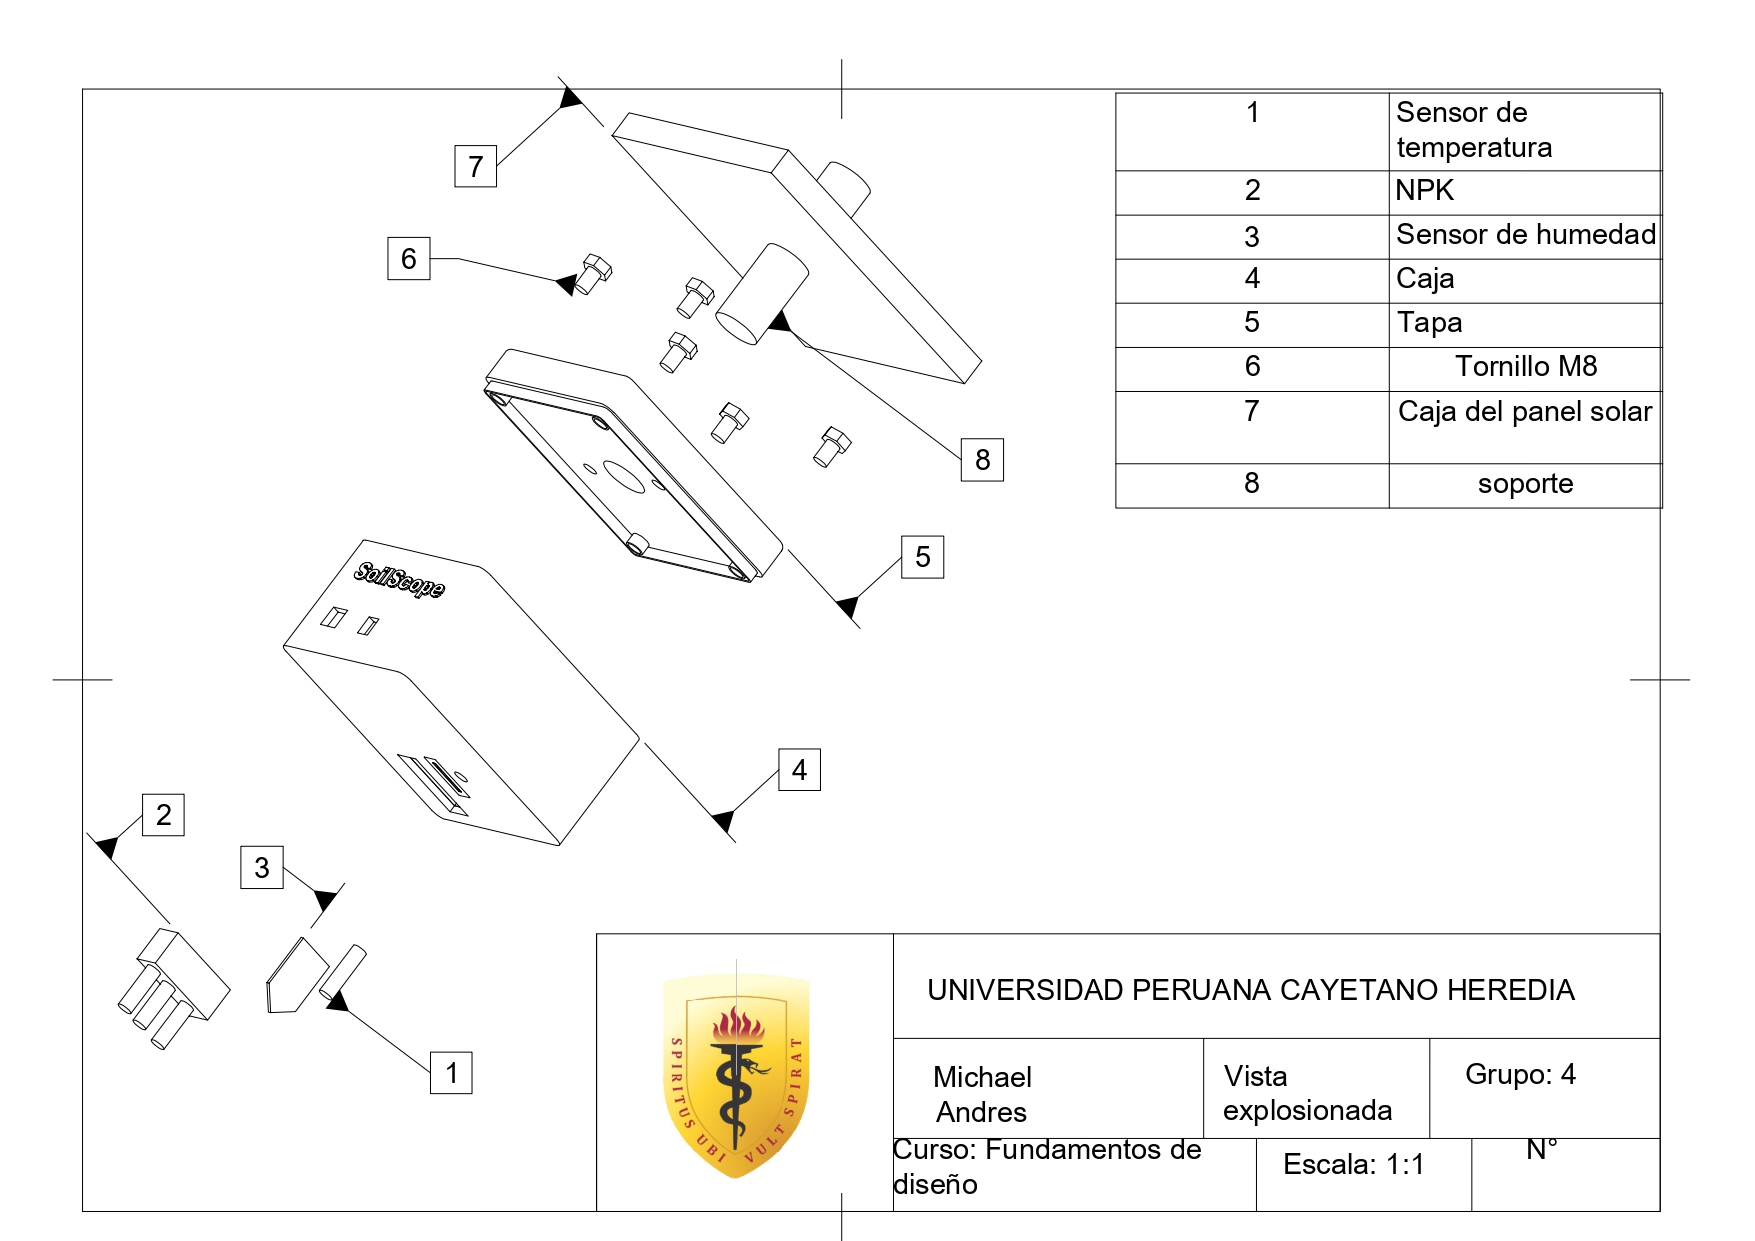 7
6
8
5
SoilScope
4
2
3
1
1 Sensor de
temperatura
2 NPK
3 Sensor de humedad
4 Caja
5 Tapa
6 Tornillo M8
7 Caja del panel solar
8 soporte
SPIRITUS UBI VULT SPIRAT
UNIVERSIDAD PERUANA CAYETANO HEREDIA
Michael
Andres
Vista
explosionada
Grupo: 4
Curso: Fundamentos de
diseño
Escala: 1:1
N°